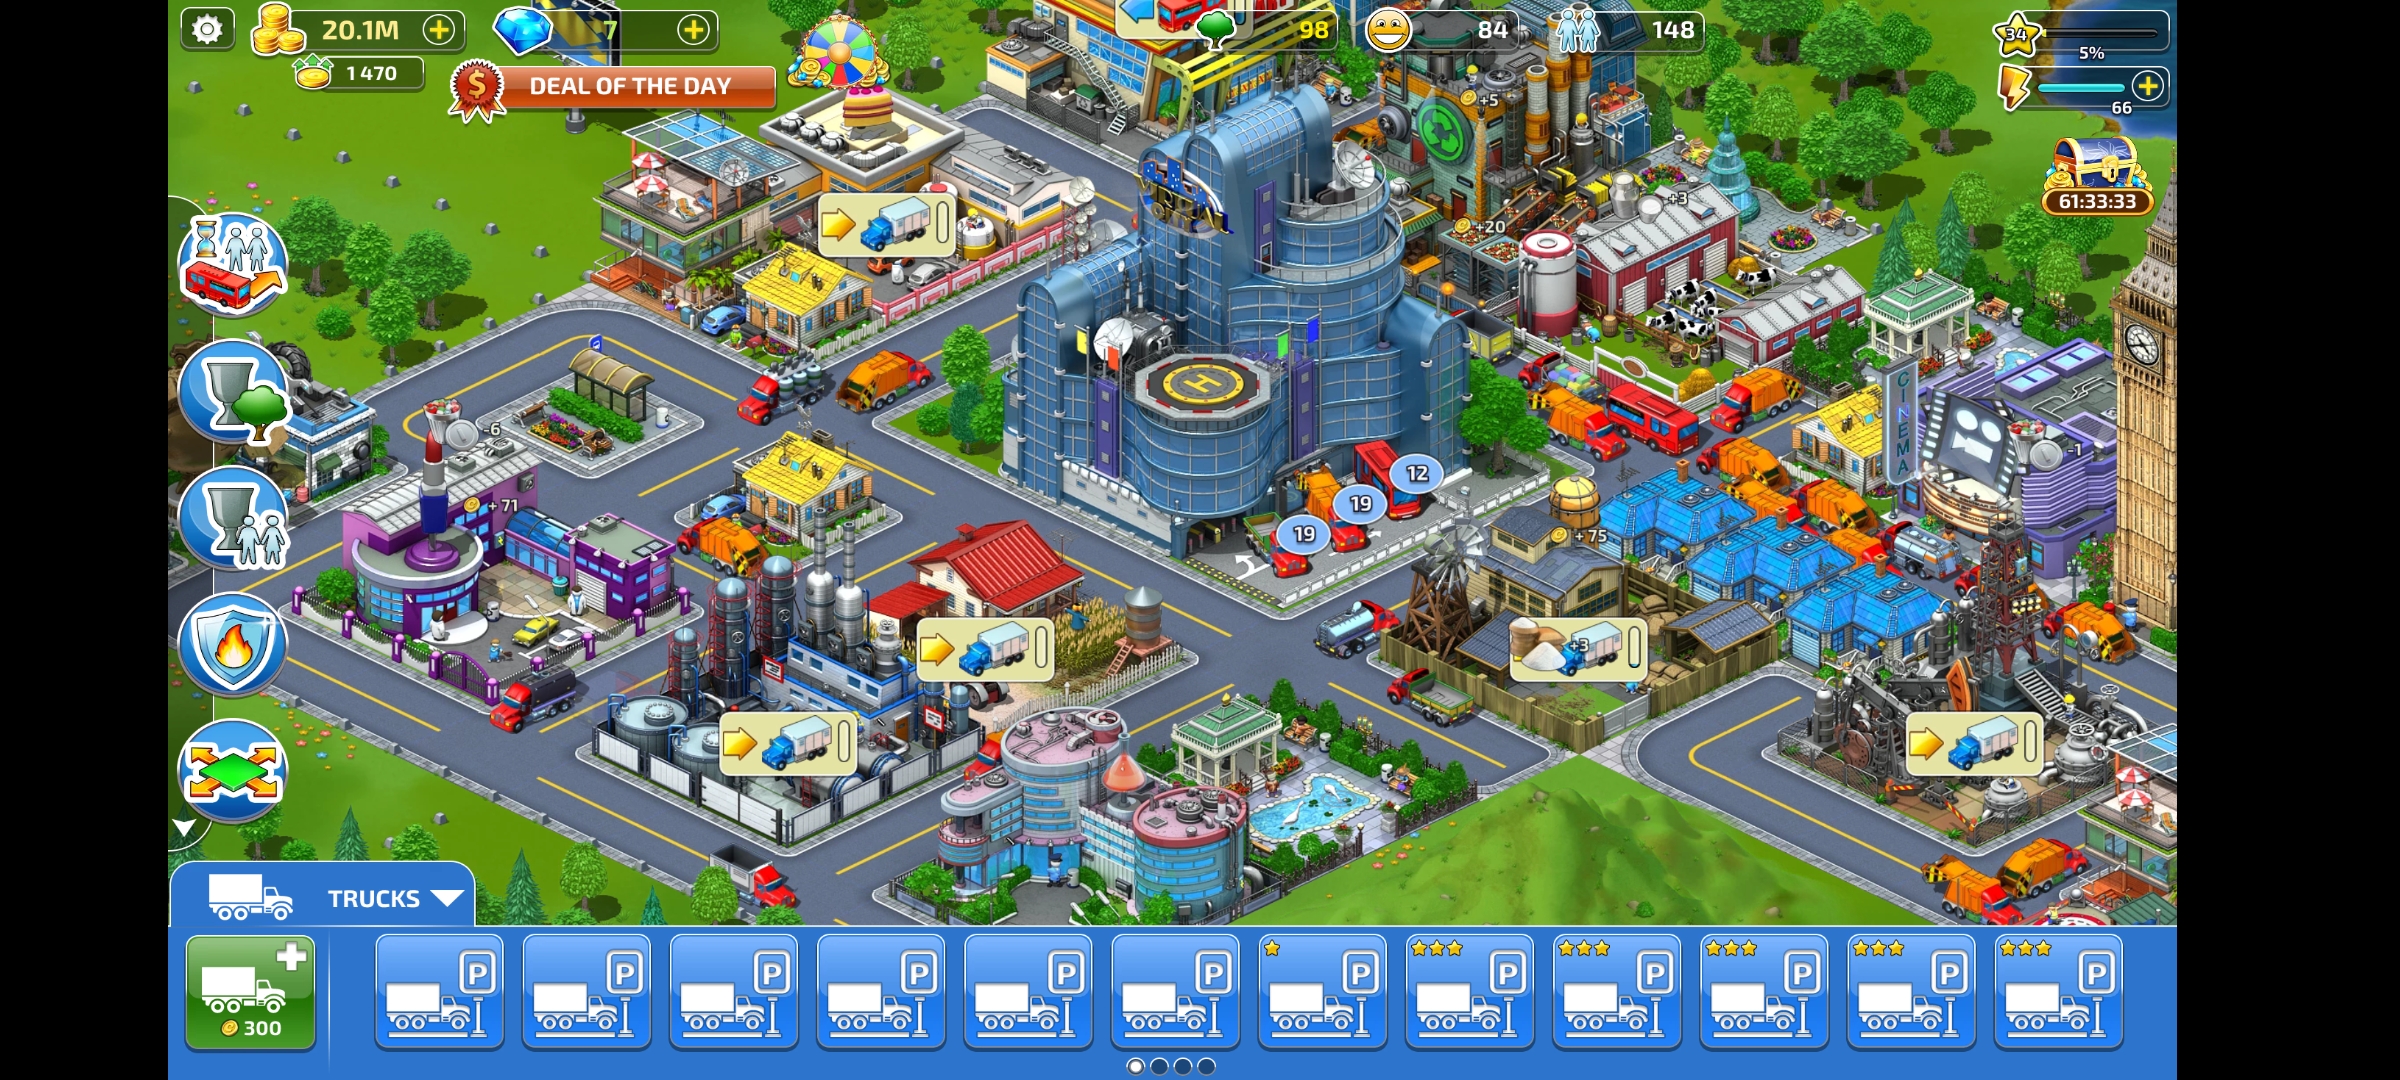 20.1M
7
98
84
148
34
5%
1 470
DEAL OF THE DAY
66
+5
61:33:33
+3
+20
-6
CINEMA
-1
12
+71
19
19
+75
+3
TRUCKS
300
P
P
P
P
P
P
P
P
P
P
P
P
H